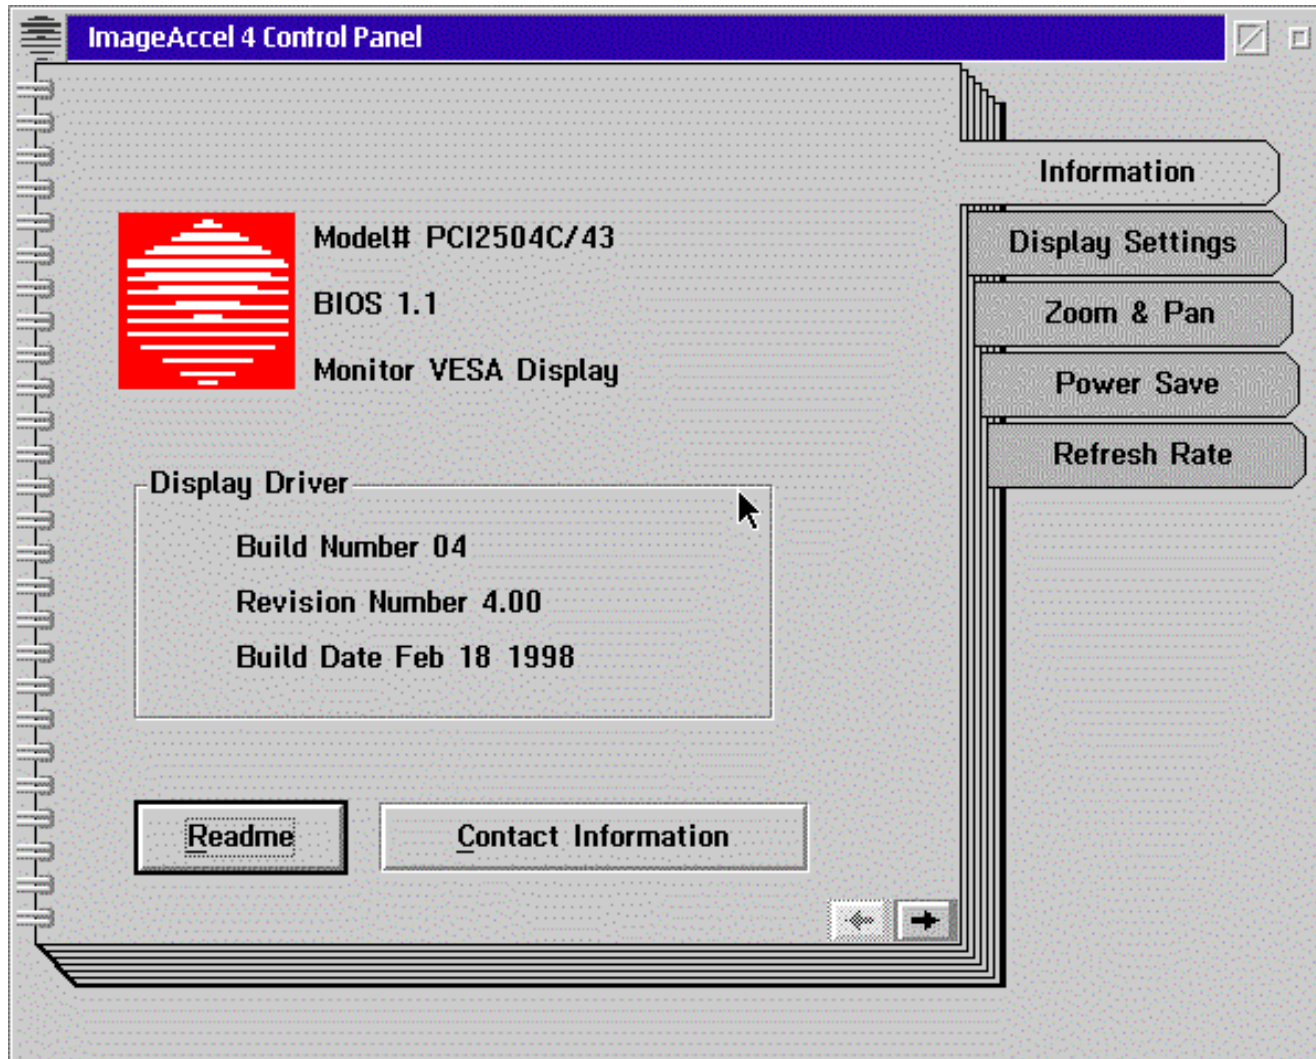 ImageAccel 4 Control Panel
Information
Display Settings
Zoom & Pan
Power Save
Refresh Rate
Model# PCI2504C/43
BIOS 1.1
Monitor VESA Display
Display Driver
Build Number 04
Revision Number 4.00
Build Date Feb 18 1998
Readme
Contact Information